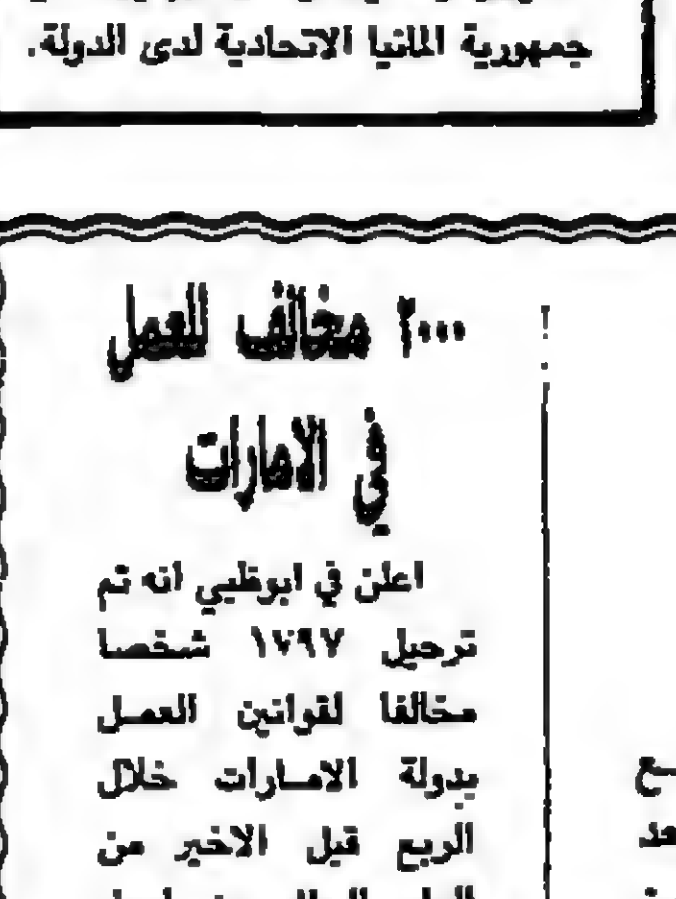 جمهورية المانيا الاتحادية لدى الدولة.
٢٠٠٠ مخالف للعمل
في الامارات
اعلن في ابوظبي انه تم
ترحيل ١٧٩٧ شخصا
مخالفا لقوانين العمل
بدولة الامارات خلال
الربع قبل الاخير من